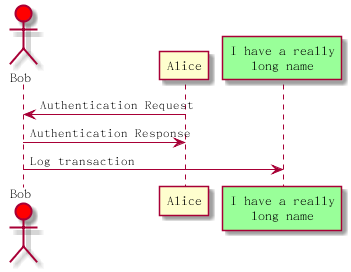 Bob
Alice
I have a really
long name
Authentication Request
Authentication Response
Log transaction
Bob
Alice
I have a really
long name